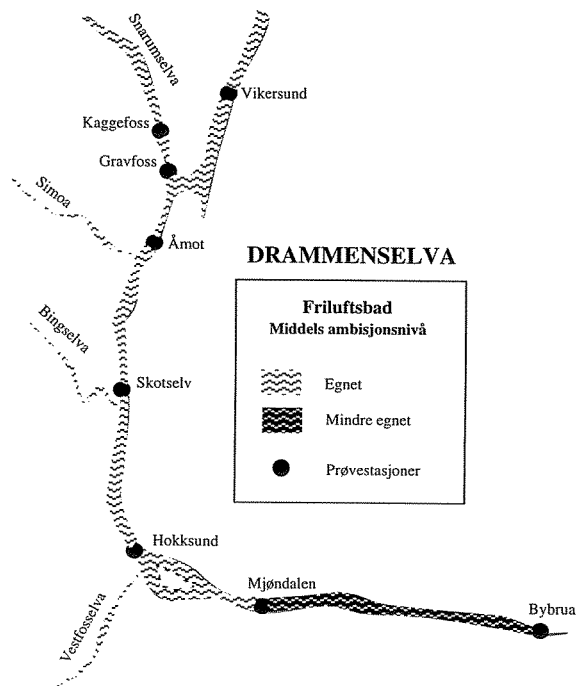 Snarumselva
Vikersund
Kaggefoss
Gravfoss
Simoa
Åmot
DRAMMENSELVA
Friluftsbad
Middels ambisjonsnivå
Egnet
Mindre egnet
Prøvestasjoner
Bingselva
Skotselv
Hokksund
Mjøndalen
Bybrua
Vestfosselva